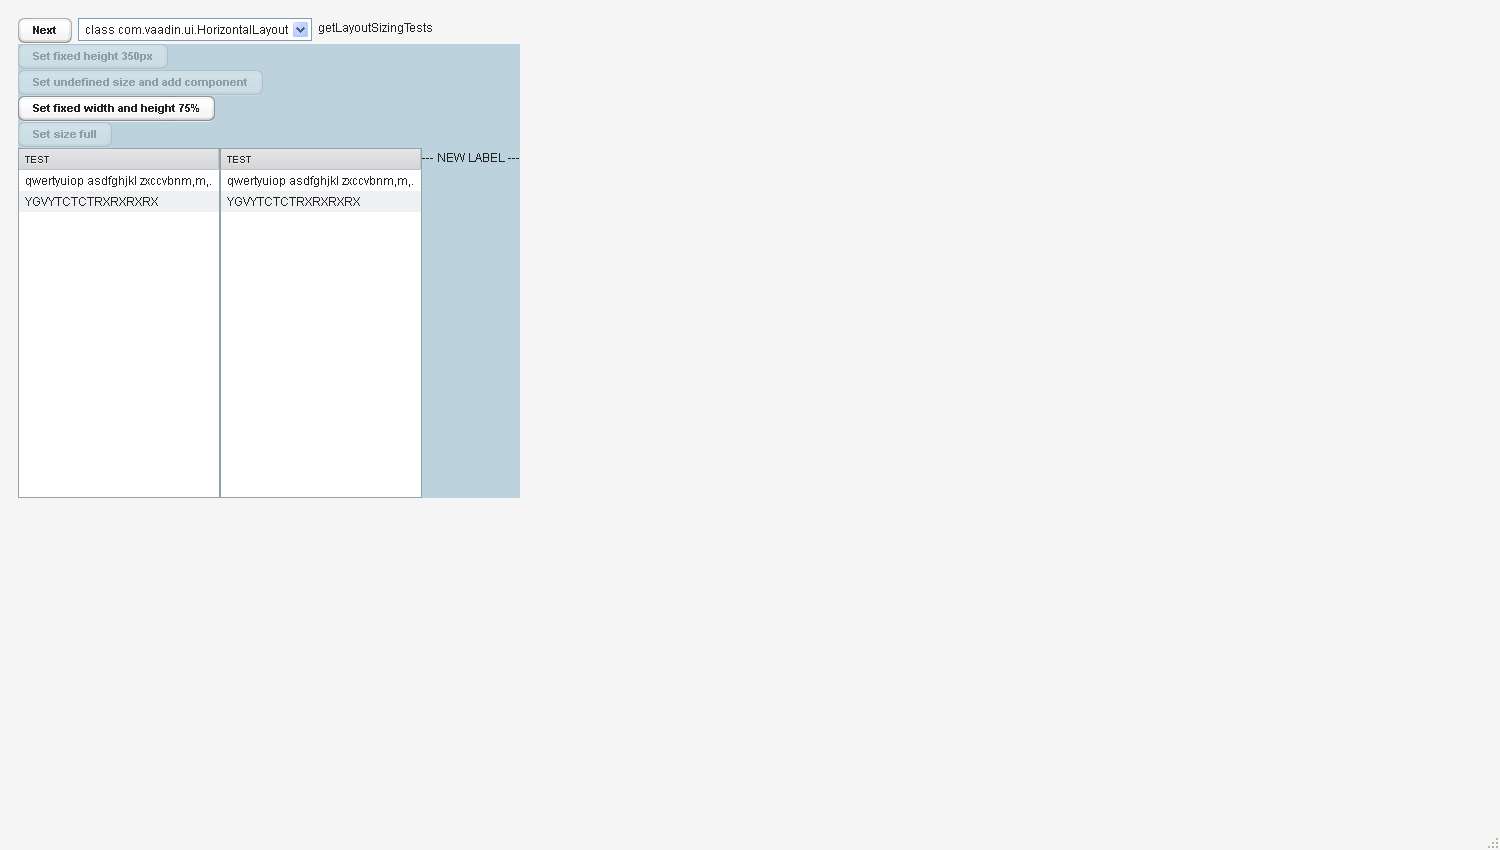 Next class com.vaadin.ui.HorizontalLayout getLayoutSizingTests
Set fixed height 350px
Set undefined size and add component
Set fixed width and height 75%
Set size full
TEST TEST --- NEW LABEL ---
qwertyuiop asdfghjkl zxccvbnm,m,. qwertyuiop asdfghjkl zxccvbnm,m,.
YGVYTCTCTRXRXRXRX YGVYTCTCTRXRXRXRX